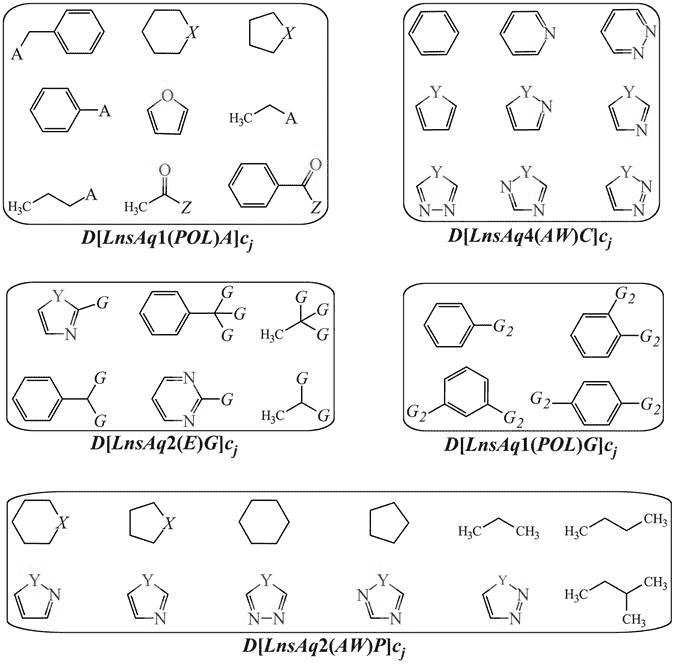 A X X
A O H₃C A
H₃C A O H₃C Z O Z
D[LnsAq1(POL)A]cⱼ
N N N
Y Y N Y N
Y N N N Y N Y N N
D[LnsAq4(AW)C]cⱼ
Y N G G G G G G G H₃C
G G N N G G G H₃C
D[LnsAq2(E)G]cⱼ
G₂ G₂ G₂
G₂ G₂ G₂ G₂
D[LnsAq1(POL)G]cⱼ
X X H₃C CH₃ H₃C CH₃
Y N Y N Y N N Y N N Y N N H₃C CH₃ CH₃
D[LnsAq2(AW)P]cⱼ